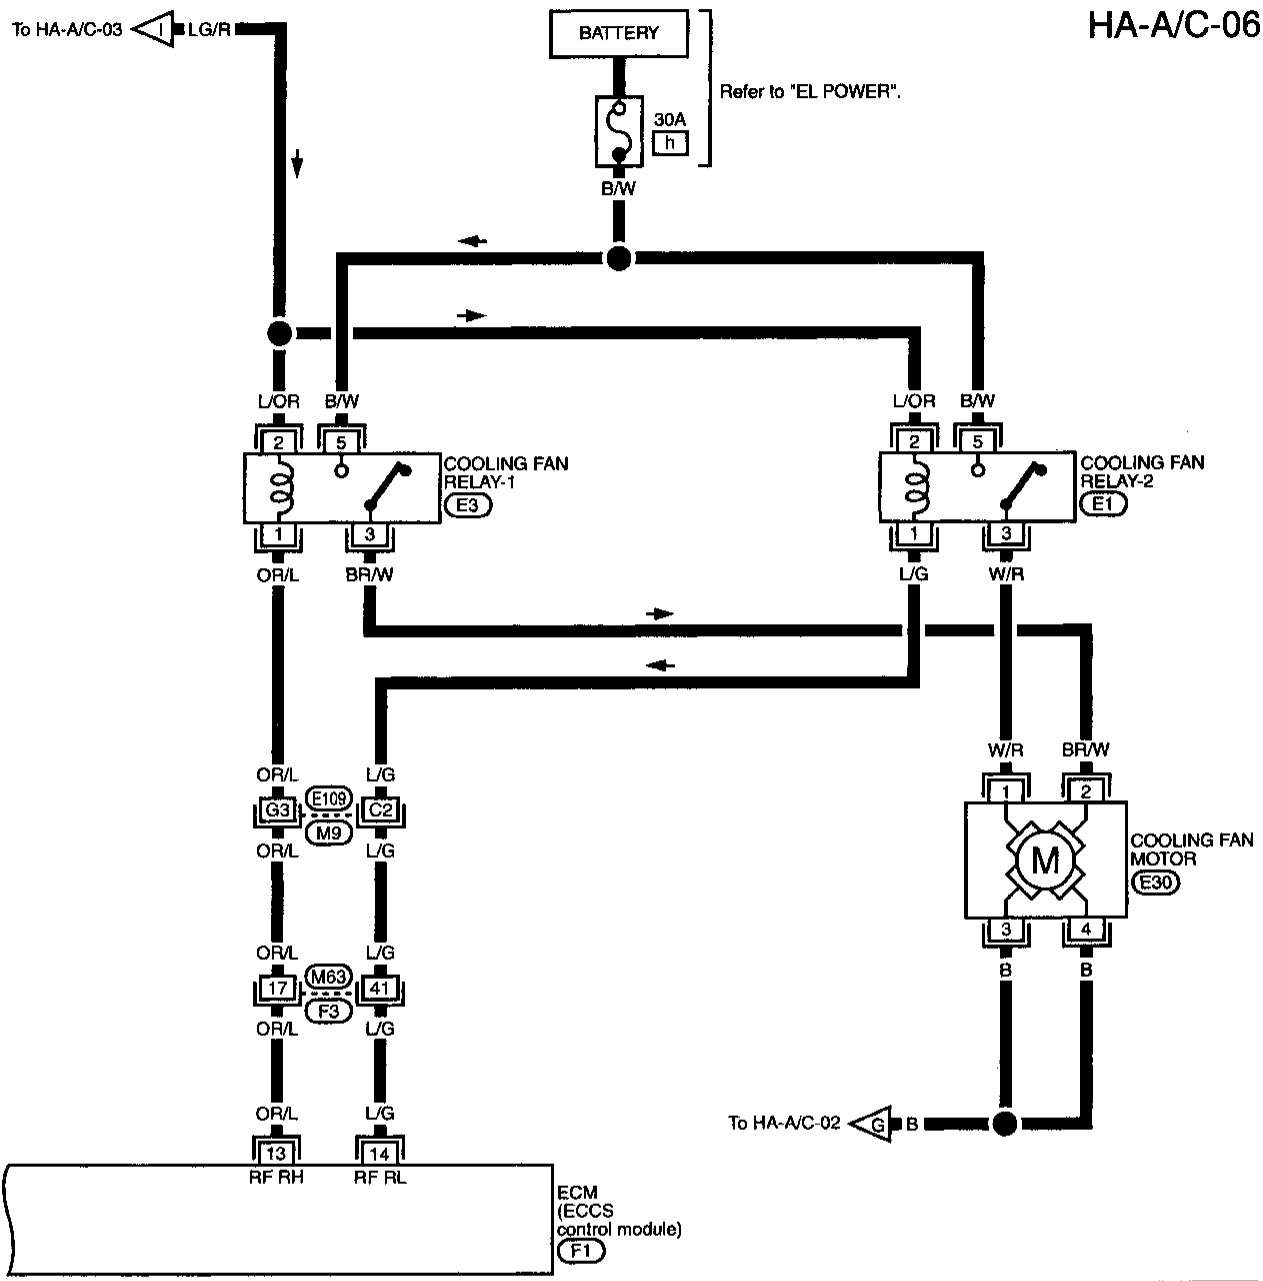 HA-A/C-06
To HA-A/C-03
I
LG/R
BATTERY
Refer to "EL POWER".
30A
h
B/W
L/OR
B/W
L/OR
B/W
2
5
2
5
COOLING FAN
RELAY-1
E3
COOLING FAN
RELAY-2
E1
1
3
1
3
OR/L
BR/W
L/G
W/R
W/R
BR/W
OR/L
L/G
1
2
G3
E109
C2
M9
OR/L
L/G
M
COOLING FAN
MOTOR
E30
3
4
OR/L
L/G
B
B
17
M63
41
F3
OR/L
L/G
OR/L
L/G
To HA-A/C-02
G
B
13
14
RF RH
RF RL
ECM
(ECCS
control module)
F1